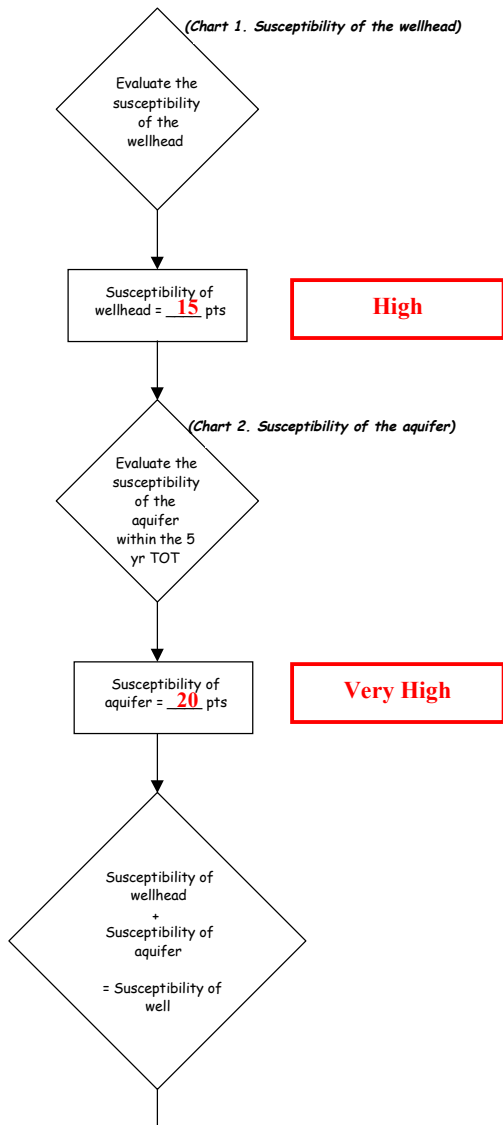 (Chart 1. Susceptibility of the wellhead)
Evaluate the
susceptibility
of the
wellhead
Susceptibility of
wellhead = 15 pts
High
(Chart 2. Susceptibility of the aquifer)
Evaluate the
susceptibility
of the
aquifer
within the 5
yr TOT
Susceptibility of
aquifer = 20 pts
Very High
Susceptibility of
wellhead
+
Susceptibility of
aquifer
= Susceptibility of
well